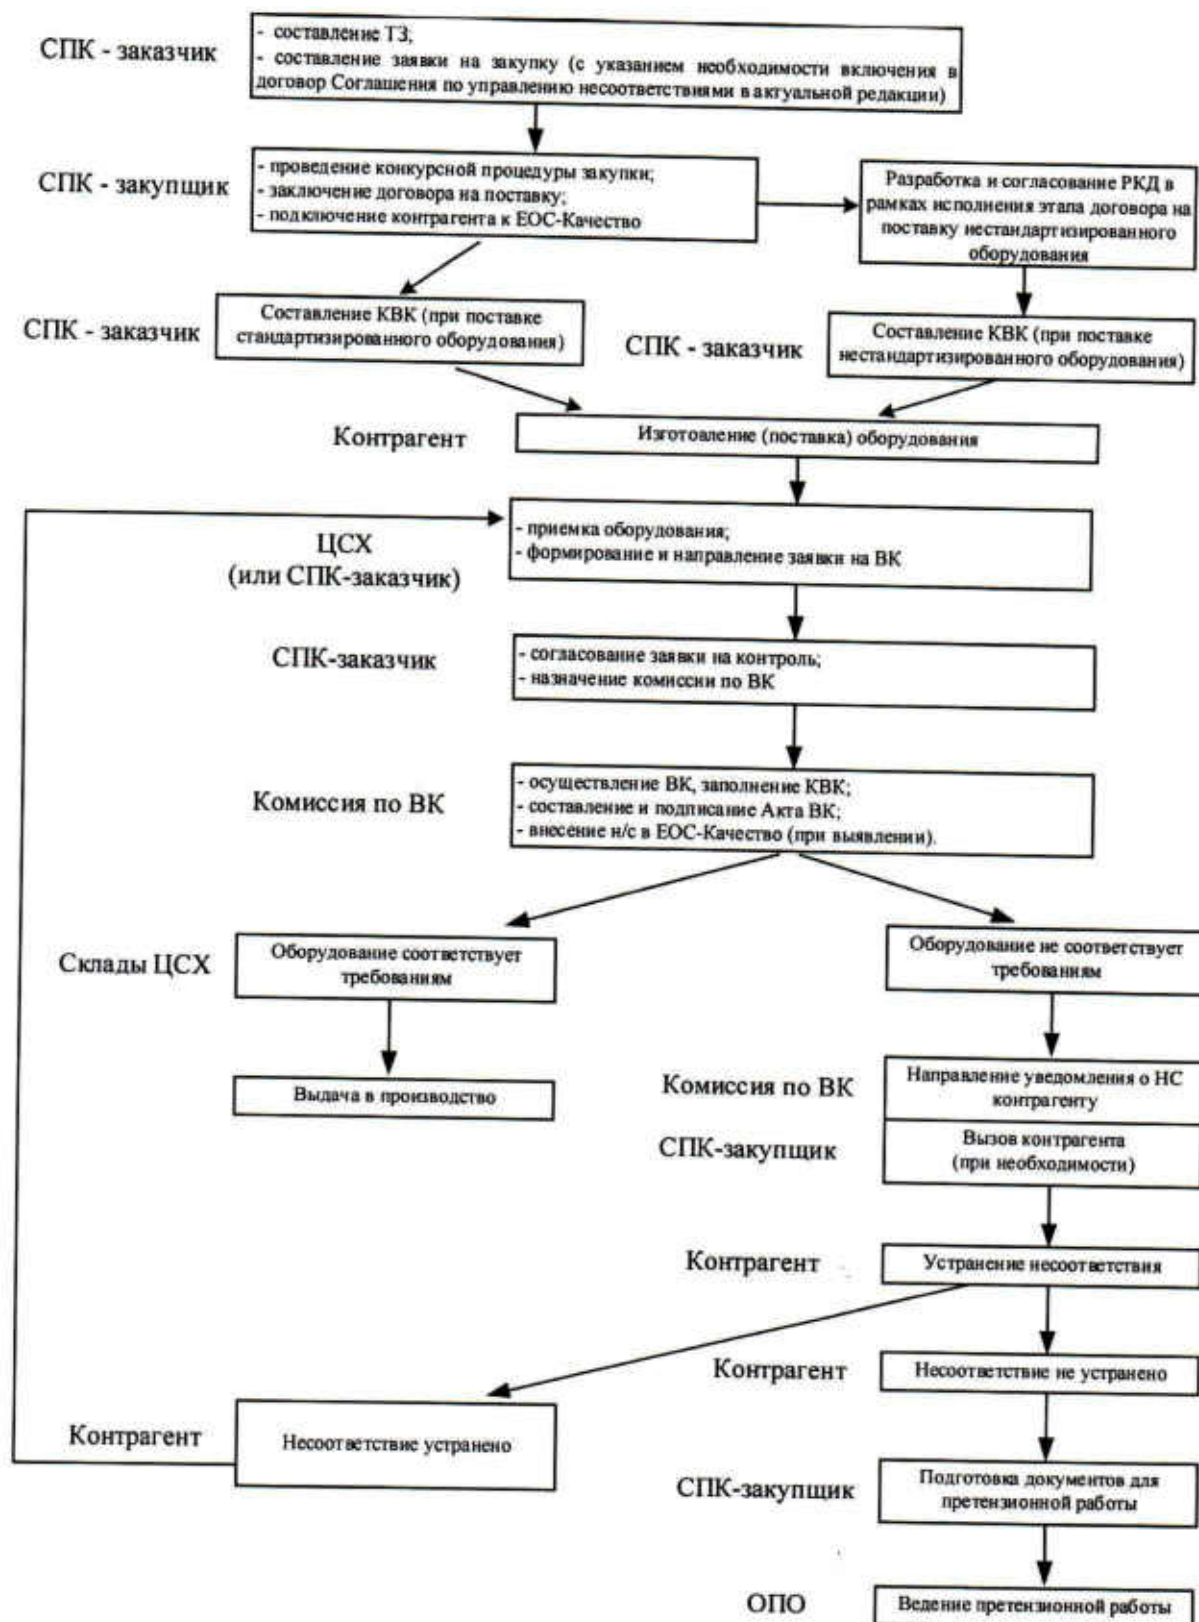 СПК - заказчик
- составление ТЗ;
- составление заявки на закупку (с указанием необходимости включения в
договор Соглашения по управлению несоответствиями в актуальной редакции)
СПК - закупщик
- проведение конкурсной процедуры закупки;
- заключение договора на поставку;
- подключение контрагента к ЕОС-Качество
Разработка и согласование РКД в
рамках исполнения этапа договора на
поставку нестандартизированного
оборудования
СПК - заказчик
Составление КВК (при поставке
стандартизированного оборудования)
СПК - заказчик
Составление КВК (при поставке
нестандартизированного оборудования)
Контрагент
Изготовление (поставка) оборудования
ЦСХ
(или СПК-заказчик)
- приемка оборудования;
- формирование и направление заявки на ВК
СПК-заказчик
- согласование заявки на контроль;
- назначение комиссии по ВК
Комиссия по ВК
- осуществление ВК, заполнение КВК;
- составление и подписание Акта ВК;
- внесение н/с в ЕОС-Качество (при выявлении).
Склады ЦСХ
Оборудование соответствует
требованиям
Оборудование не соответствует
требованиям
Выдача в производство
Комиссия по ВК
Направление уведомления о НС
контрагенту
СПК-закупщик
Вызов контрагента
(при необходимости)
Контрагент
Устранение несоответствия
Контрагент
Несоответствие не устранено
Контрагент
Несоответствие устранено
СПК-закупщик
Подготовка документов для
претензионной работы
ОПО
Ведение претензионной работы